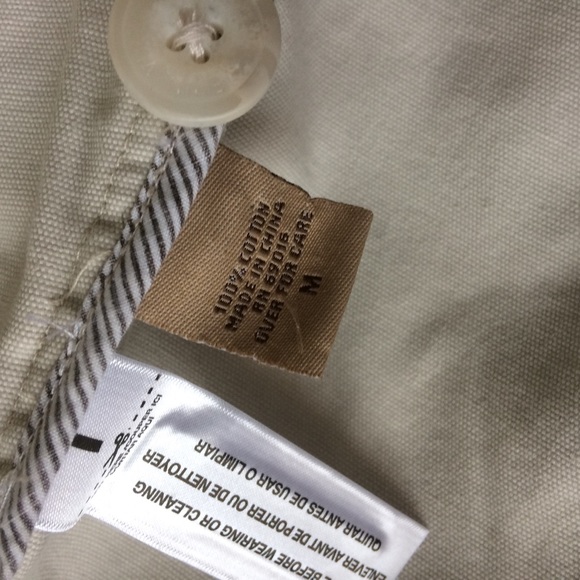 100% COTTON
MADE IN CHINA
RN 69016
OVER FOR CARE
M
BEFORE WEARING OR CLEANING
ENLEVER AVANT DE PORTER OU DE NETTOYER
QUITAR ANTES DE USAR O LIMPIAR